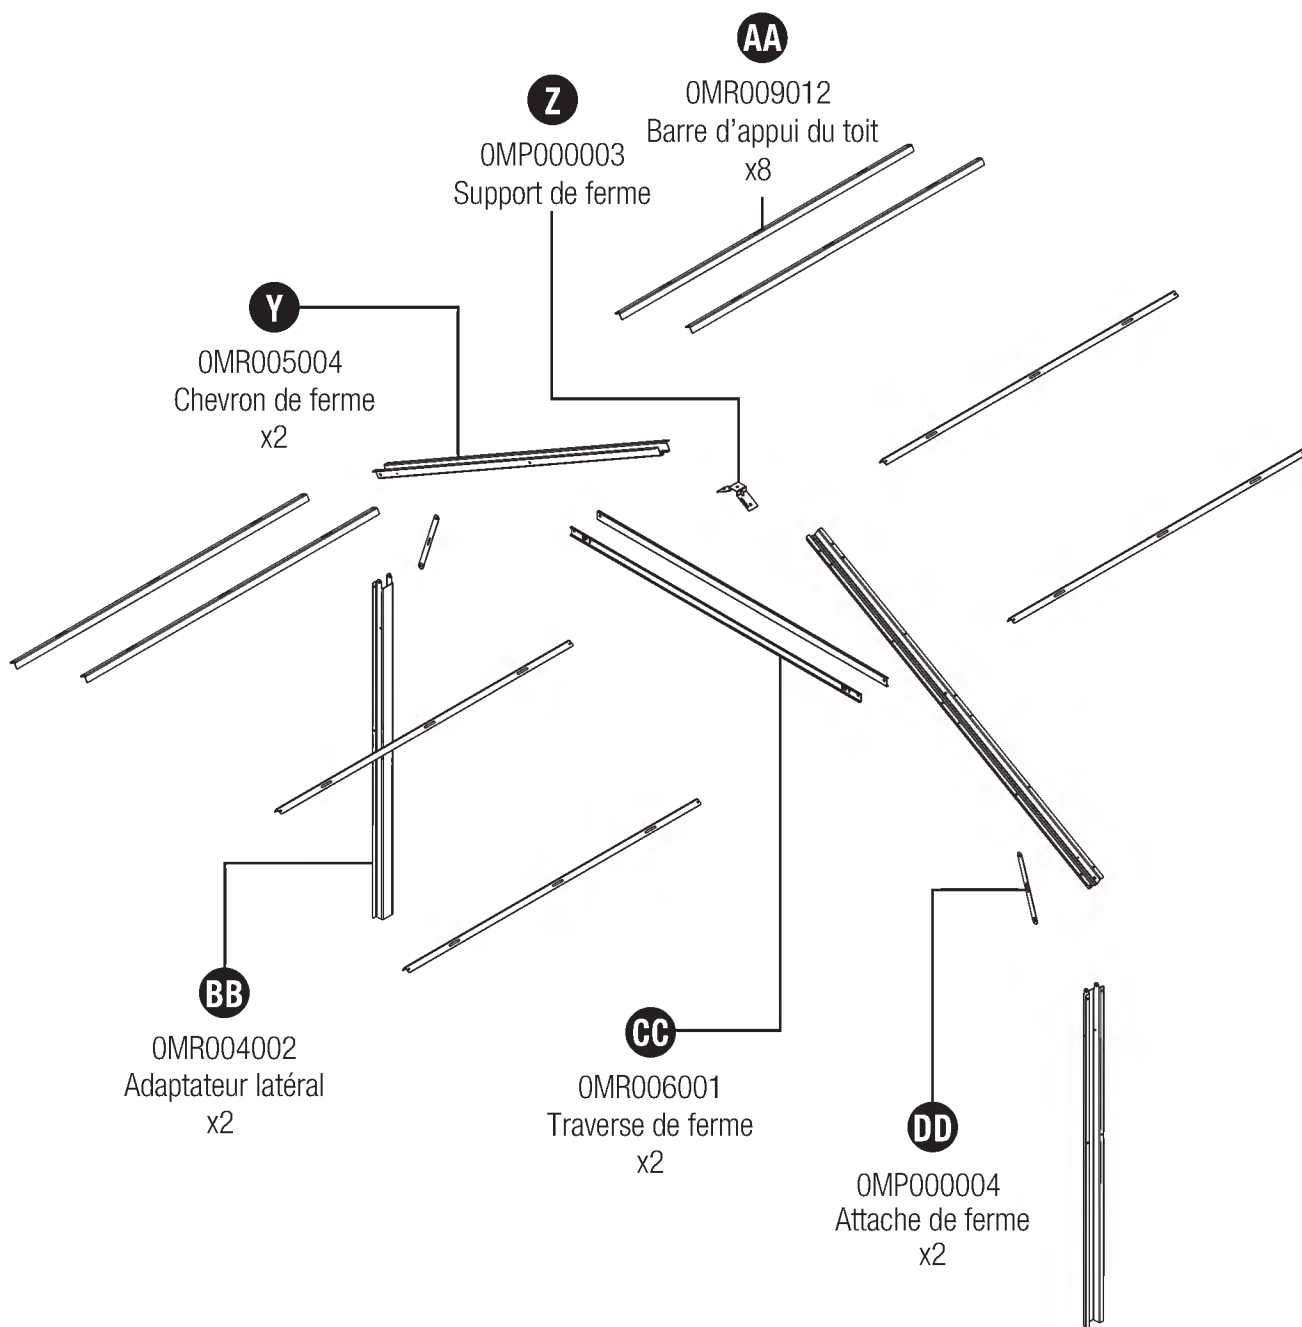 AA
0MR009012
Barre d'appui du toit
x8
Z
0MP000003
Support de ferme
Y
0MR005004
Chevron de ferme
x2
BB
0MR004002
Adaptateur latéral
x2
CC
0MR006001
Traverse de ferme
x2
DD
0MP000004
Attache de ferme
x2